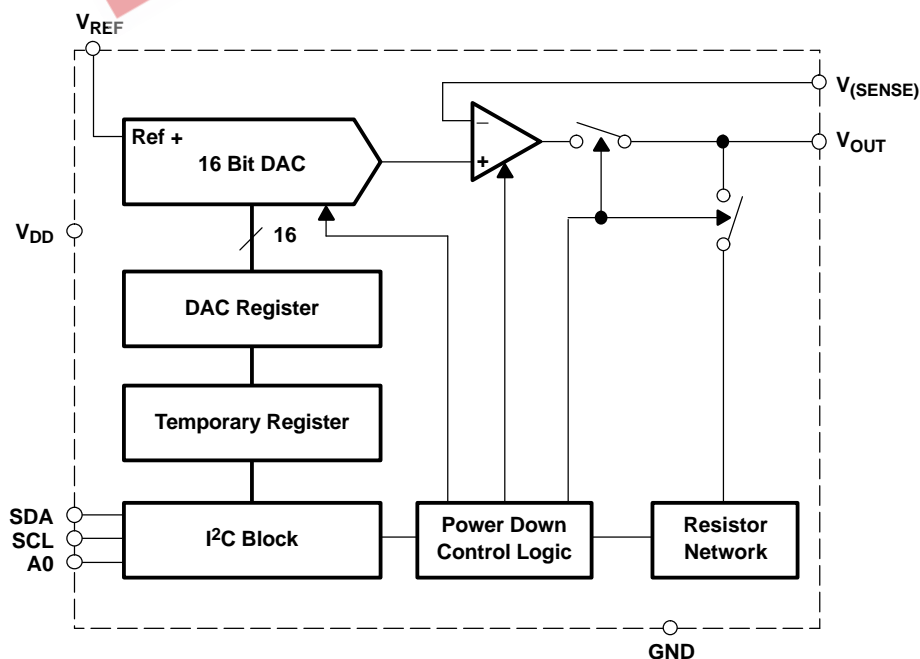 VREF
V(SENSE)
Ref +
16 Bit DAC
−
+
VOUT
VDD
16
DAC Register
Temporary Register
SDA
SCL
A0
I²C Block
Power Down
Control Logic
Resistor
Network
GND